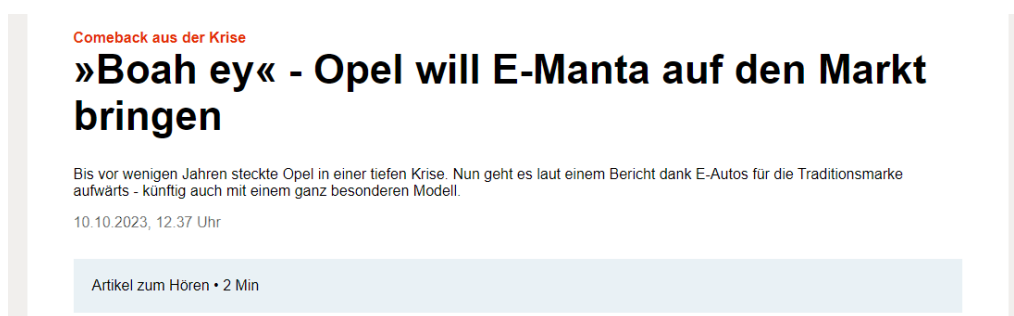 Comeback aus der Krise
»Boah ey« - Opel will E-Manta auf den Markt
bringen
Bis vor wenigen Jahren steckte Opel in einer tiefen Krise. Nun geht es laut einem Bericht dank E-Autos für die Traditionsmarke
aufwärts - künftig auch mit einem ganz besonderen Modell.
10.10.2023, 12.37 Uhr
Artikel zum Hören • 2 Min